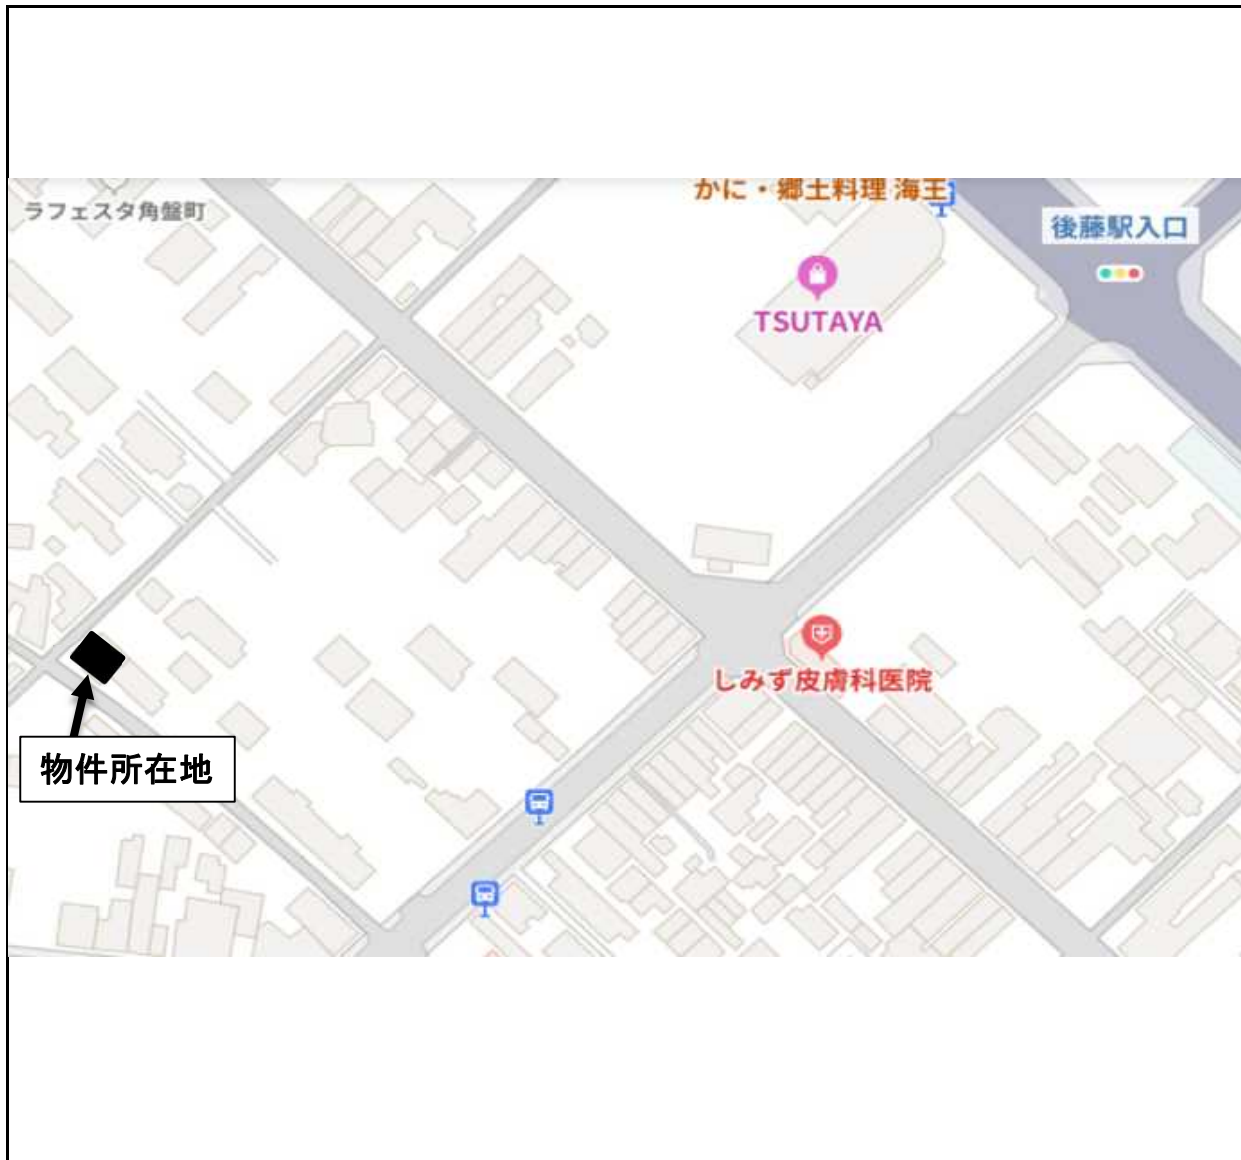 かに・郷土料理 海王
ラフェスタ角盤町
後藤駅入口
TSUTAYA
しみず皮膚科医院
物件所在地